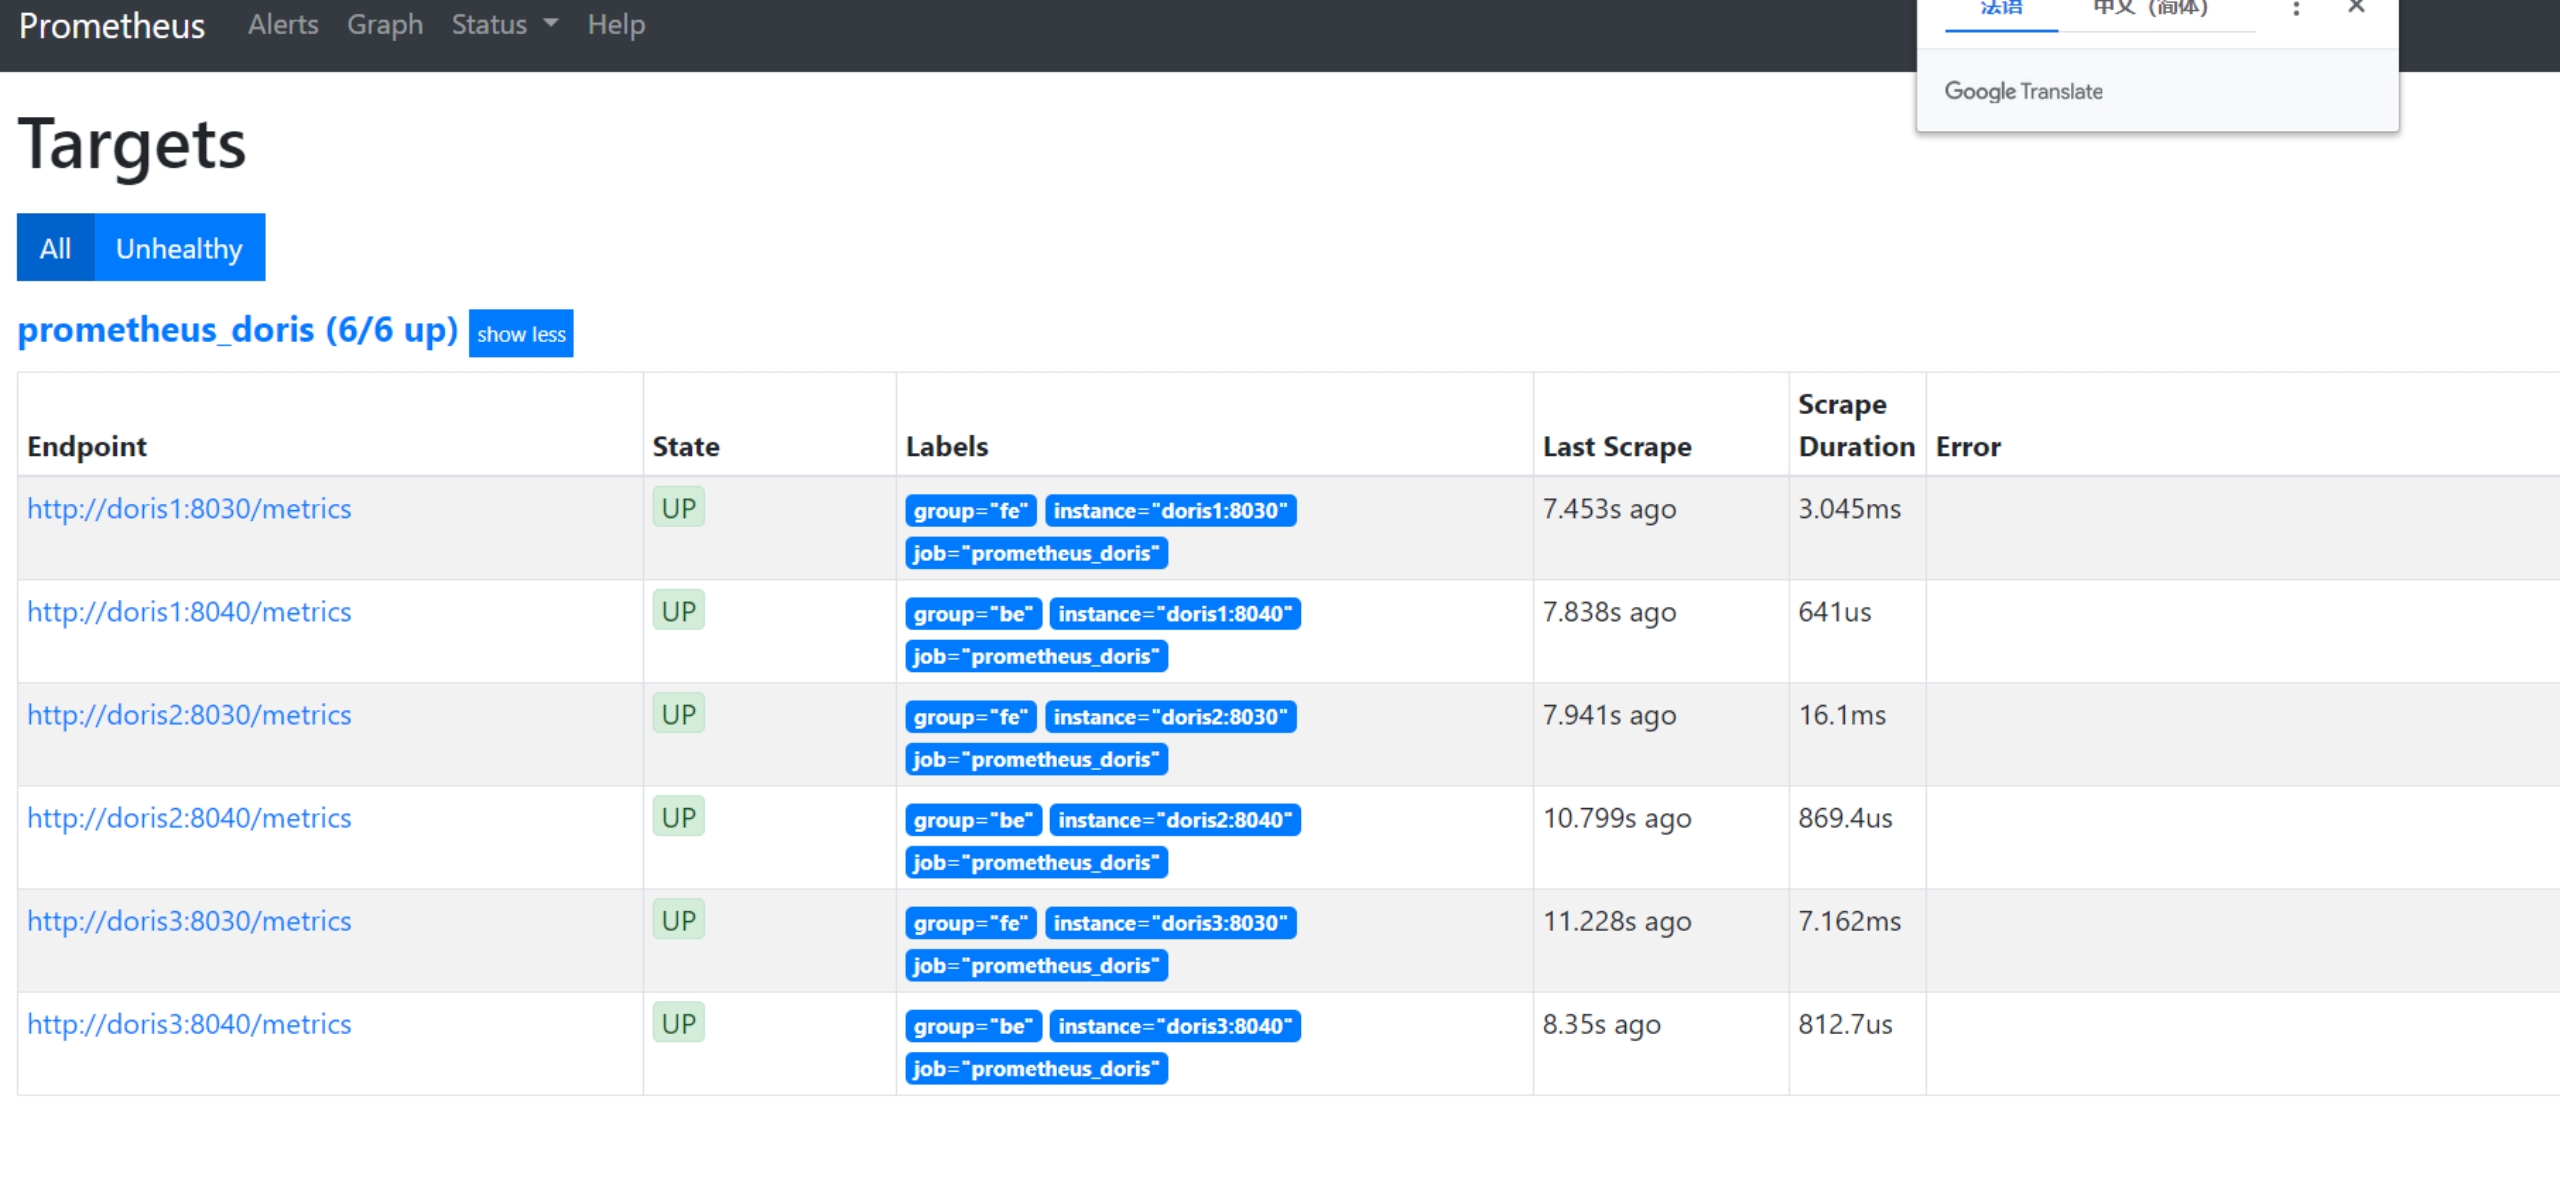 Prometheus Alerts Graph Status Help
法语 中文 (简体)
Google Translate
Targets
All Unhealthy
prometheus_doris (6/6 up) show less
Endpoint State Labels Last Scrape Scrape Duration Error
http://doris1:8030/metrics UP group="fe" instance="doris1:8030" 7.453s ago 3.045ms
job="prometheus_doris"
http://doris1:8040/metrics UP group="be" instance="doris1:8040" 7.838s ago 641us
job="prometheus_doris"
http://doris2:8030/metrics UP group="fe" instance="doris2:8030" 7.941s ago 16.1ms
job="prometheus_doris"
http://doris2:8040/metrics UP group="be" instance="doris2:8040" 10.799s ago 869.4us
job="prometheus_doris"
http://doris3:8030/metrics UP group="fe" instance="doris3:8030" 11.228s ago 7.162ms
job="prometheus_doris"
http://doris3:8040/metrics UP group="be" instance="doris3:8040" 8.35s ago 812.7us
job="prometheus_doris"